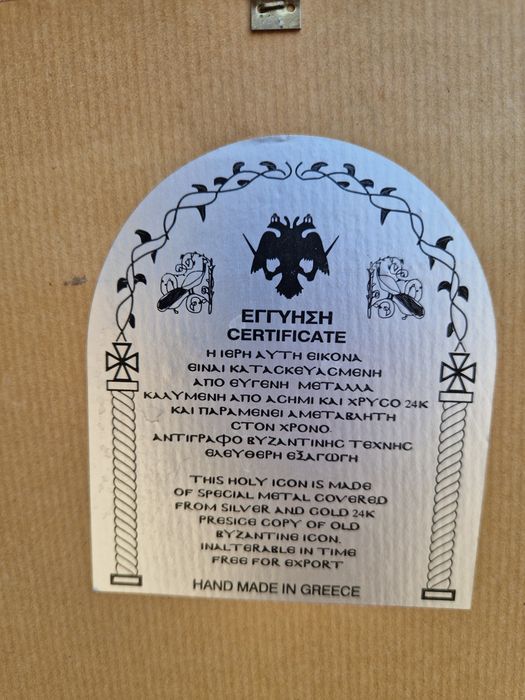 ΕΓΓΥΗΣΗ
CERTIFICATE
Η ΙΕΡΗ ΑΥΤΗ ΕΙΚΟΝΑ
ΕΙΝΑΙ ΚΑΤΑΣΚΕΥΑΣΜΕΝΗ
ΑΠΟ ΕΥΓΕΝΗ ΜΕΤΑΛΛΑ
ΚΑΛΥΜΕΝΗ ΑΠΟ ΑΣΗΜΙ ΚΑΙ ΧΡΥΣΟ 24Κ
ΚΑΙ ΠΑΡΑΜΕΝΕΙ ΑΜΕΤΑΒΛΗΤΗ
ΣΤΟΝ ΧΡΟΝΟ.
ΑΝΤΙΓΡΑΦΟ ΒΥΖΑΝΤΙΝΗΣ ΤΕΧΝΗΣ
ΕΛΕΥΘΕΡΗ ΕΞΑΓΩΓΗ
THIS HOLY ICON IS MADE
OF SPECIAL METAL COVERED
FROM SILVER AND GOLD 24K
PRESICE COPY OF OLD
BYZANTINE ICON.
INALTERABLE IN TIME
FREE FOR EXPORT
HAND MADE IN GREECE